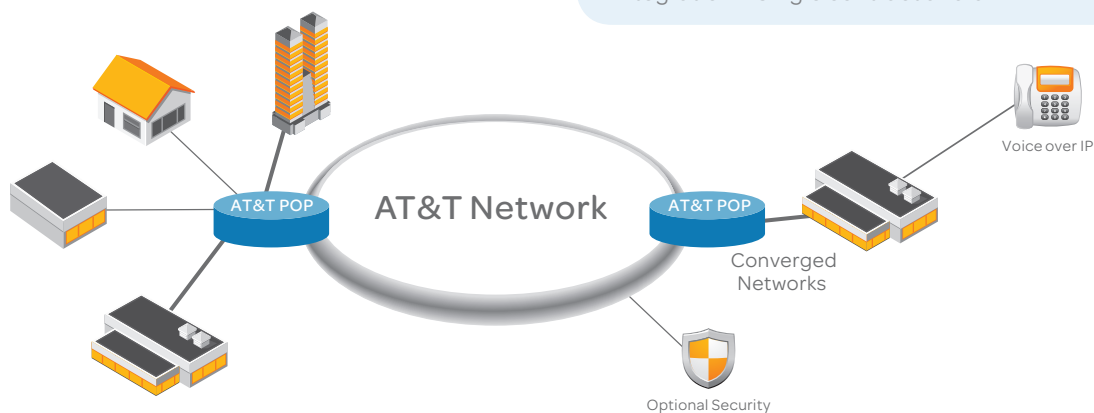 Voice over IP
AT&T POP
AT&T Network
AT&T POP
Converged
Networks
Optional Security